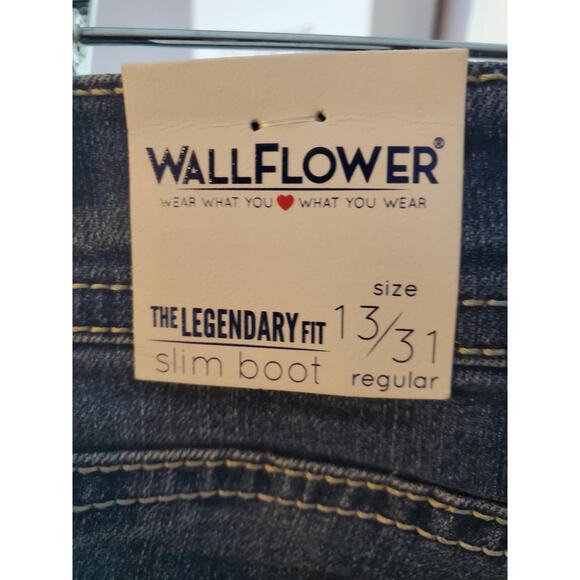 WALLFLOWER®
WEAR WHAT YOU ❤ WHAT YOU WEAR
size
THE LEGENDARY FIT 13/31
slim boot regular